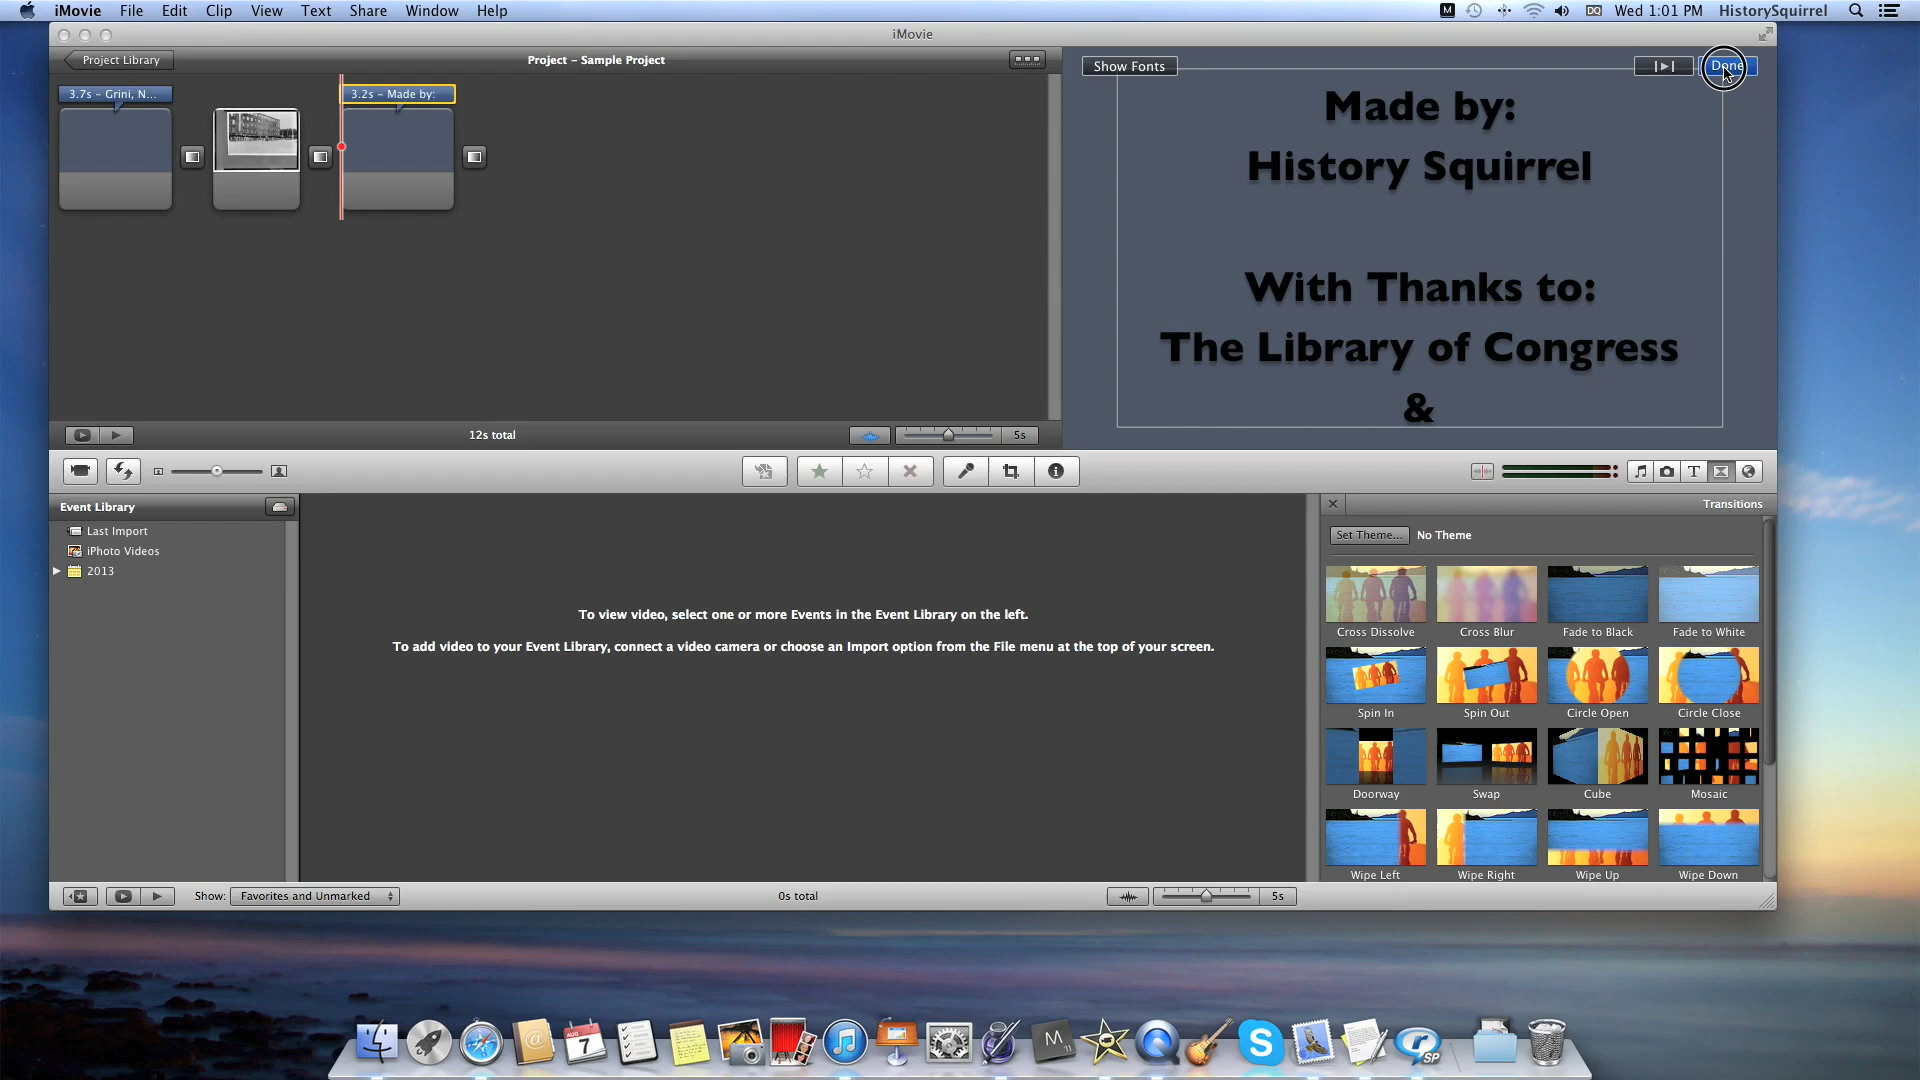 iMovie File Edit Clip View Text Share Window Help
M
DQ
Wed 1:01 PM HistorySquirrel
iMovie
Project Library
Project – Sample Project
Show Fonts
Done
3.7s – Grini, N...
3.2s – Made by:
Made by:
History Squirrel
With Thanks to:
The Library of Congress
&
12s total
5s
T
Event Library
Last Import
iPhoto Videos
2013
To view video, select one or more Events in the Event Library on the left.
To add video to your Event Library, connect a video camera or choose an Import option from the File menu at the top of your screen.
Transitions
Set Theme... No Theme
Cross Dissolve Cross Blur Fade to Black Fade to White
Spin In Spin Out Circle Open Circle Close
Doorway Swap Cube Mosaic
Wipe Left Wipe Right Wipe Up Wipe Down
Show: Favorites and Unmarked
0s total
5s
AUG
7
M
11
S
SP